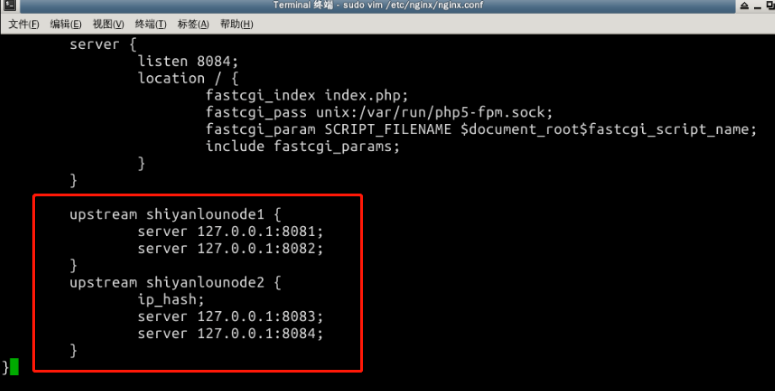 Terminal 终端 - sudo vim /etc/nginx/nginx.conf
文件(F) 编辑(E) 视图(V) 终端(T) 标签(A) 帮助(H)
server {
listen 8084;
location / {
fastcgi_index index.php;
fastcgi_pass unix:/var/run/php5-fpm.sock;
fastcgi_param SCRIPT_FILENAME $document_root$fastcgi_script_name;
include fastcgi_params;
}
}
upstream shiyanlounode1 {
server 127.0.0.1:8081;
server 127.0.0.1:8082;
}
upstream shiyanlounode2 {
ip_hash;
server 127.0.0.1:8083;
server 127.0.0.1:8084;
}
}